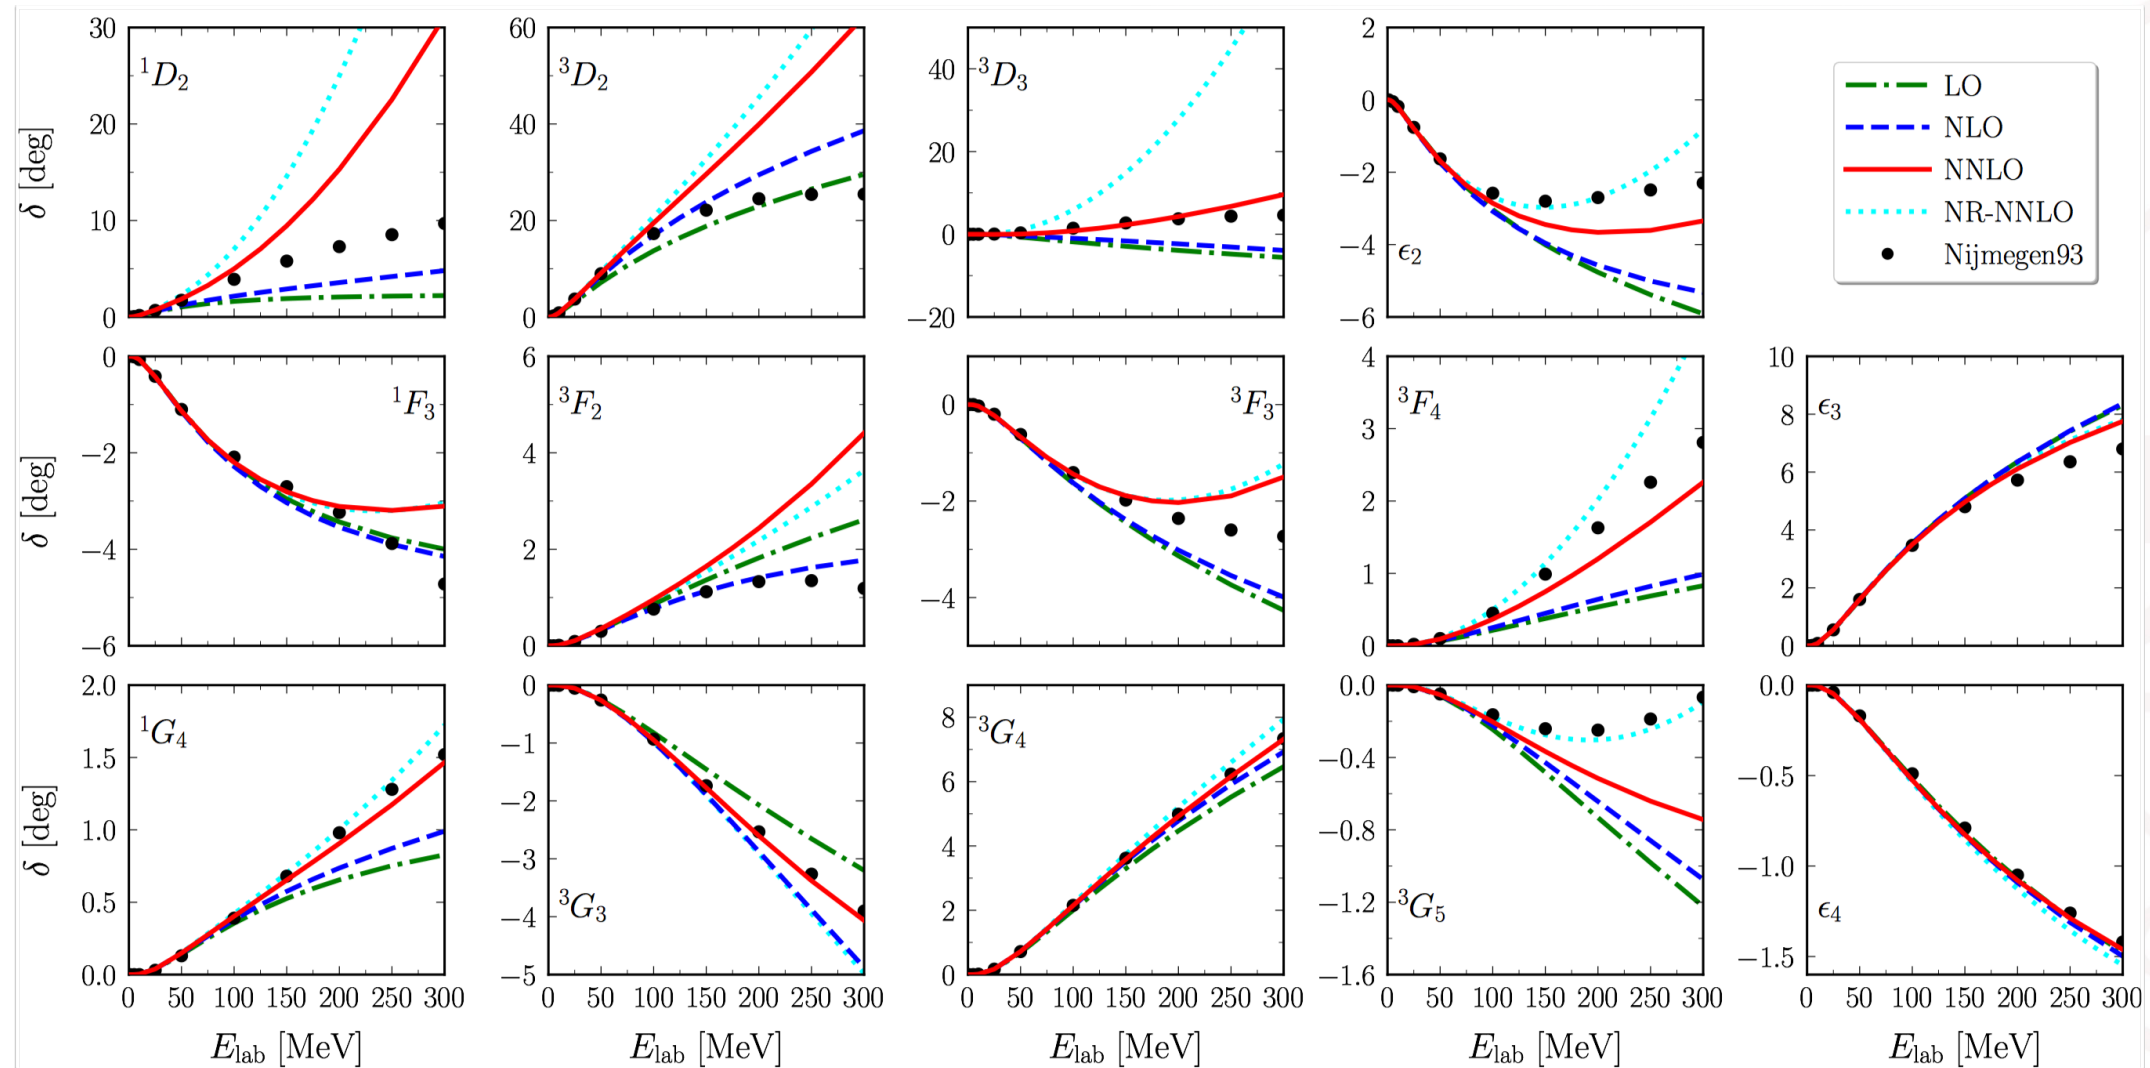 30
20
10
0
δ [deg]
¹D₂
60
40
20
0
³D₂
40
20
0
−20
³D₃
2
0
−2
−4
−6
ϵ₂
LO
NLO
NNLO
NR-NNLO
Nijmegen93
0
−2
−4
−6
δ [deg]
¹F₃
6
4
2
0
³F₂
0
−2
−4
³F₃
4
3
2
1
0
³F₄
10
8
6
4
2
0
ϵ₃
2.0
1.5
1.0
0.5
0.0
δ [deg]
¹G₄
0
−1
−2
−3
−4
−5
³G₃
8
6
4
2
0
³G₄
0.0
−0.4
−0.8
−1.2
−1.6
³G₅
0.0
−0.5
−1.0
−1.5
ϵ₄
0 50 100 150 200 250 300
0 50 100 150 200 250 300
0 50 100 150 200 250 300
0 50 100 150 200 250 300
0 50 100 150 200 250 300
E_lab [MeV]
E_lab [MeV]
E_lab [MeV]
E_lab [MeV]
E_lab [MeV]